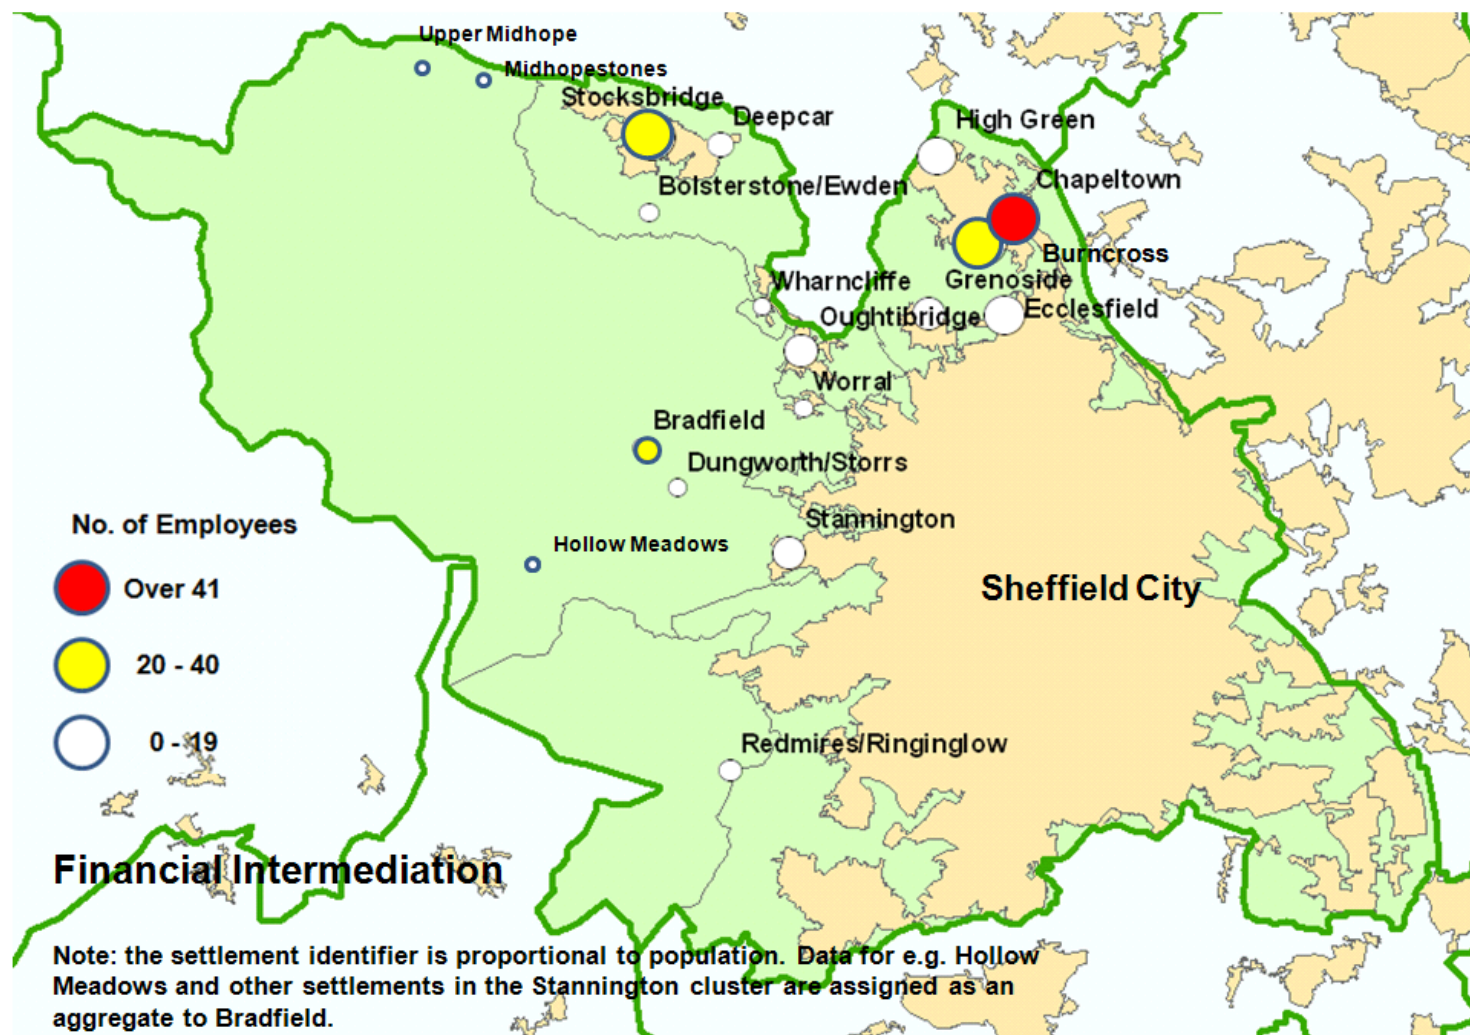 Upper Midhope
Midhopestones
Stocksbridge
Deepcar
High Green
Chapeltown
Bolsterstone/Ewden
Burncross
Wharncliffe
Grenoside
Oughtibridge
Ecclesfield
Worral
Bradfield
Dungworth/Storrs
Stannington
No. of Employees
Hollow Meadows
Over 41
Sheffield City
20 - 40
0 - 19
Redmires/Ringinglow
Financial Intermediation
Note: the settlement identifier is proportional to population. Data for e.g. Hollow
Meadows and other settlements in the Stannington cluster are assigned as an
aggregate to Bradfield.